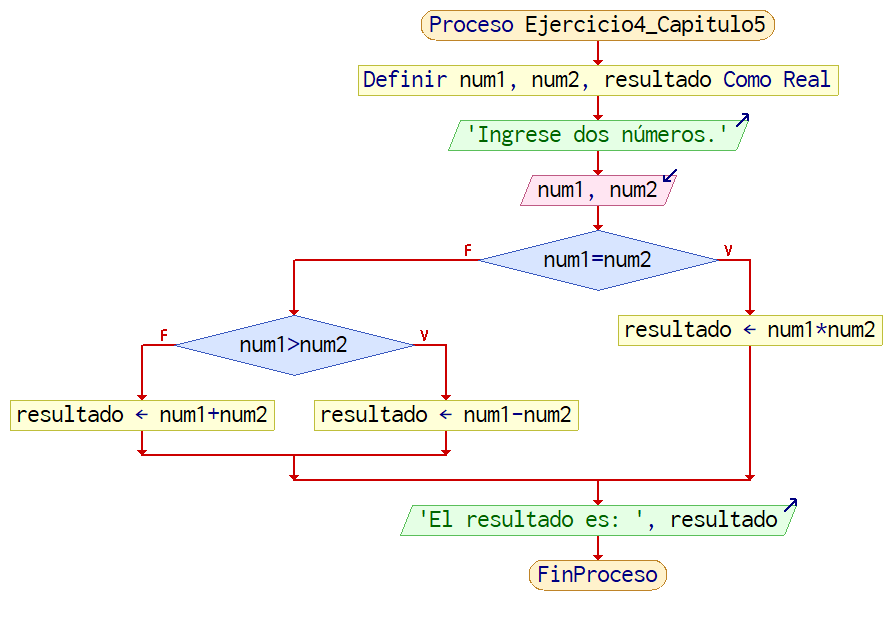 Proceso Ejercicio4_Capitulo5
Definir num1, num2, resultado Como Real
'Ingrese dos números.'
num1, num2
F
V
num1=num2
resultado ← num1*num2
F
V
num1>num2
resultado ← num1+num2
resultado ← num1-num2
'El resultado es: ', resultado
FinProceso